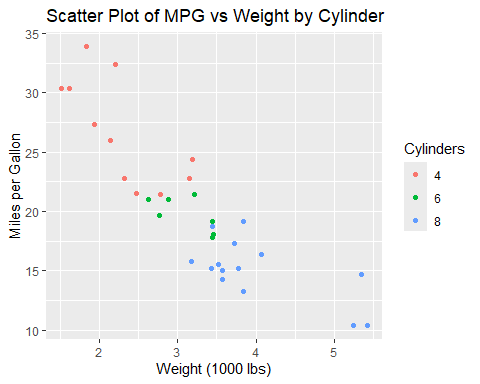 Scatter Plot of MPG vs Weight by Cylinder
35
30
25
20
15
10
Miles per Gallon
2 3 4 5
Weight (1000 lbs)
Cylinders
4
6
8